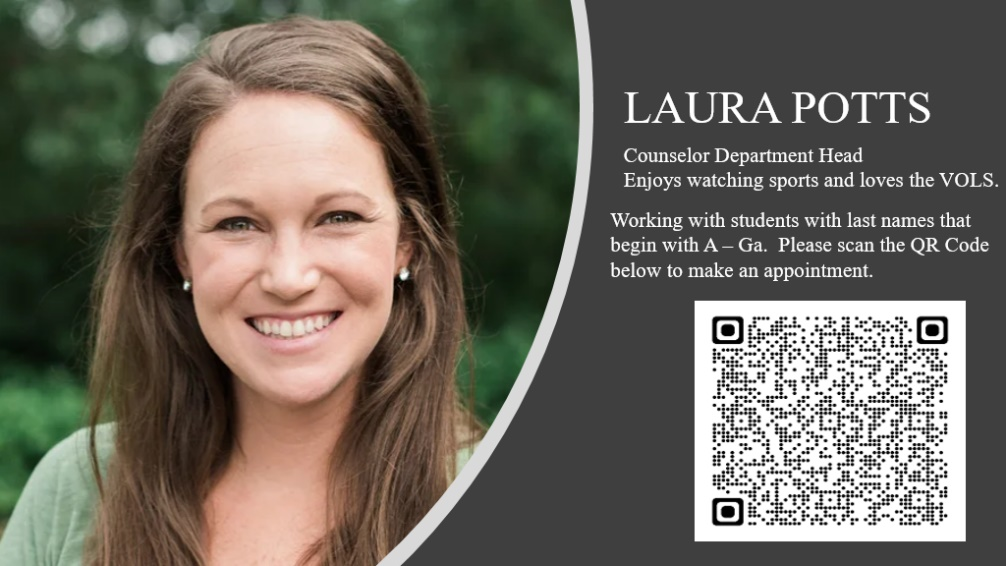 LAURA POTTS
Counselor Department Head
Enjoys watching sports and loves the VOLS.
Working with students with last names that
begin with A – Ga.  Please scan the QR Code
below to make an appointment.